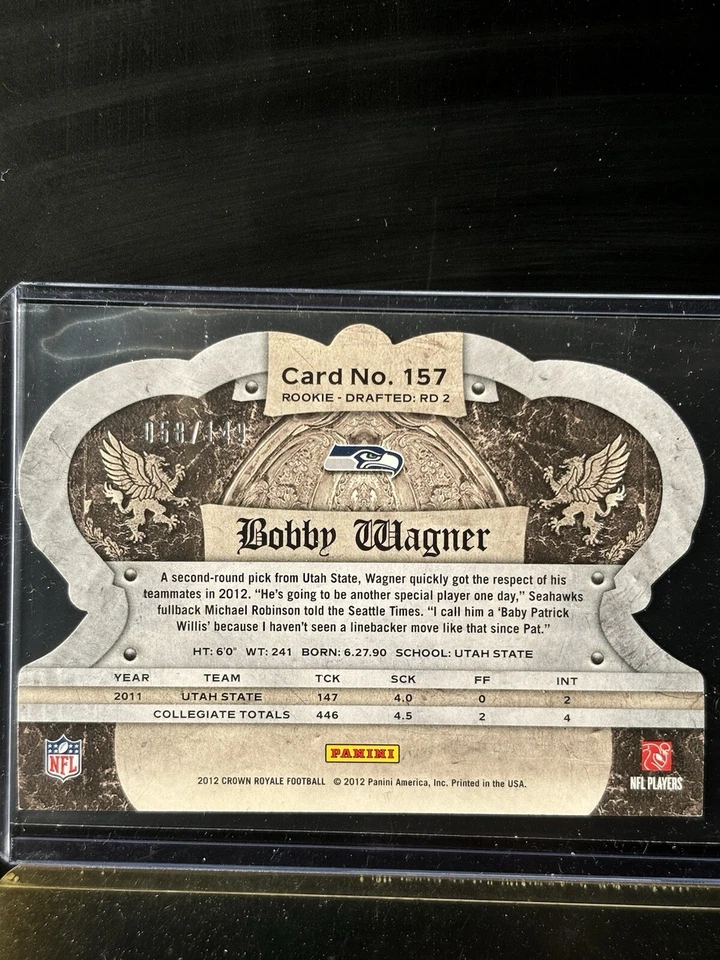 Card No. 157
ROOKIE - DRAFTED: RD 2
058/149
Bobby Wagner
A second-round pick from Utah State, Wagner quickly got the respect of his
teammates in 2012. “He’s going to be another special player one day,” Seahawks
fullback Michael Robinson told the Seattle Times. “I call him a ‘Baby Patrick
Willis’ because I haven’t seen a linebacker move like that since Pat.”
HT: 6'0" WT: 241 BORN: 6.27.90 SCHOOL: UTAH STATE
YEAR TEAM TCK SCK FF INT
2011 UTAH STATE 147 4.0 0 2
COLLEGIATE TOTALS 446 4.5 2 4
NFL
PANINI
NFL PLAYERS
2012 CROWN ROYALE FOOTBALL © 2012 Panini America, Inc. Printed in the USA.